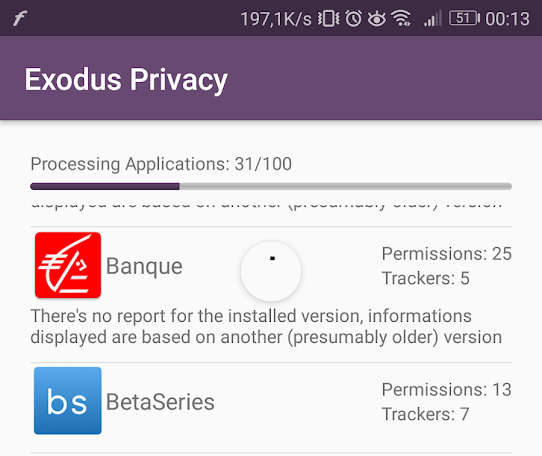 197,1K/s 51 00:13
Exodus Privacy
Processing Applications: 31/100
displayed are based on another (presumably older) version
Banque
Permissions: 25
Trackers: 5
There's no report for the installed version, informations
displayed are based on another (presumably older) version
bs BetaSeries
Permissions: 13
Trackers: 7